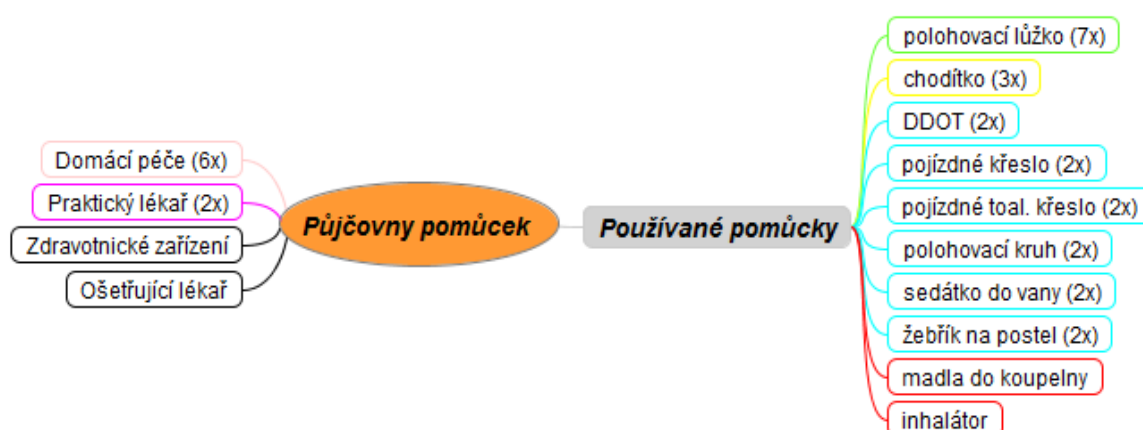 Domácí péče (6x)
Praktický lékař (2x)
Zdravotnické zařízení
Ošetřující lékař
Půjčovny pomůcek
Používané pomůcky
polohovací lůžko (7x)
chodítko (3x)
DDOT (2x)
pojízdné křeslo (2x)
pojízdné toal. křeslo (2x)
polohovací kruh (2x)
sedátko do vany (2x)
žebřík na postel (2x)
madla do koupelny
inhalátor